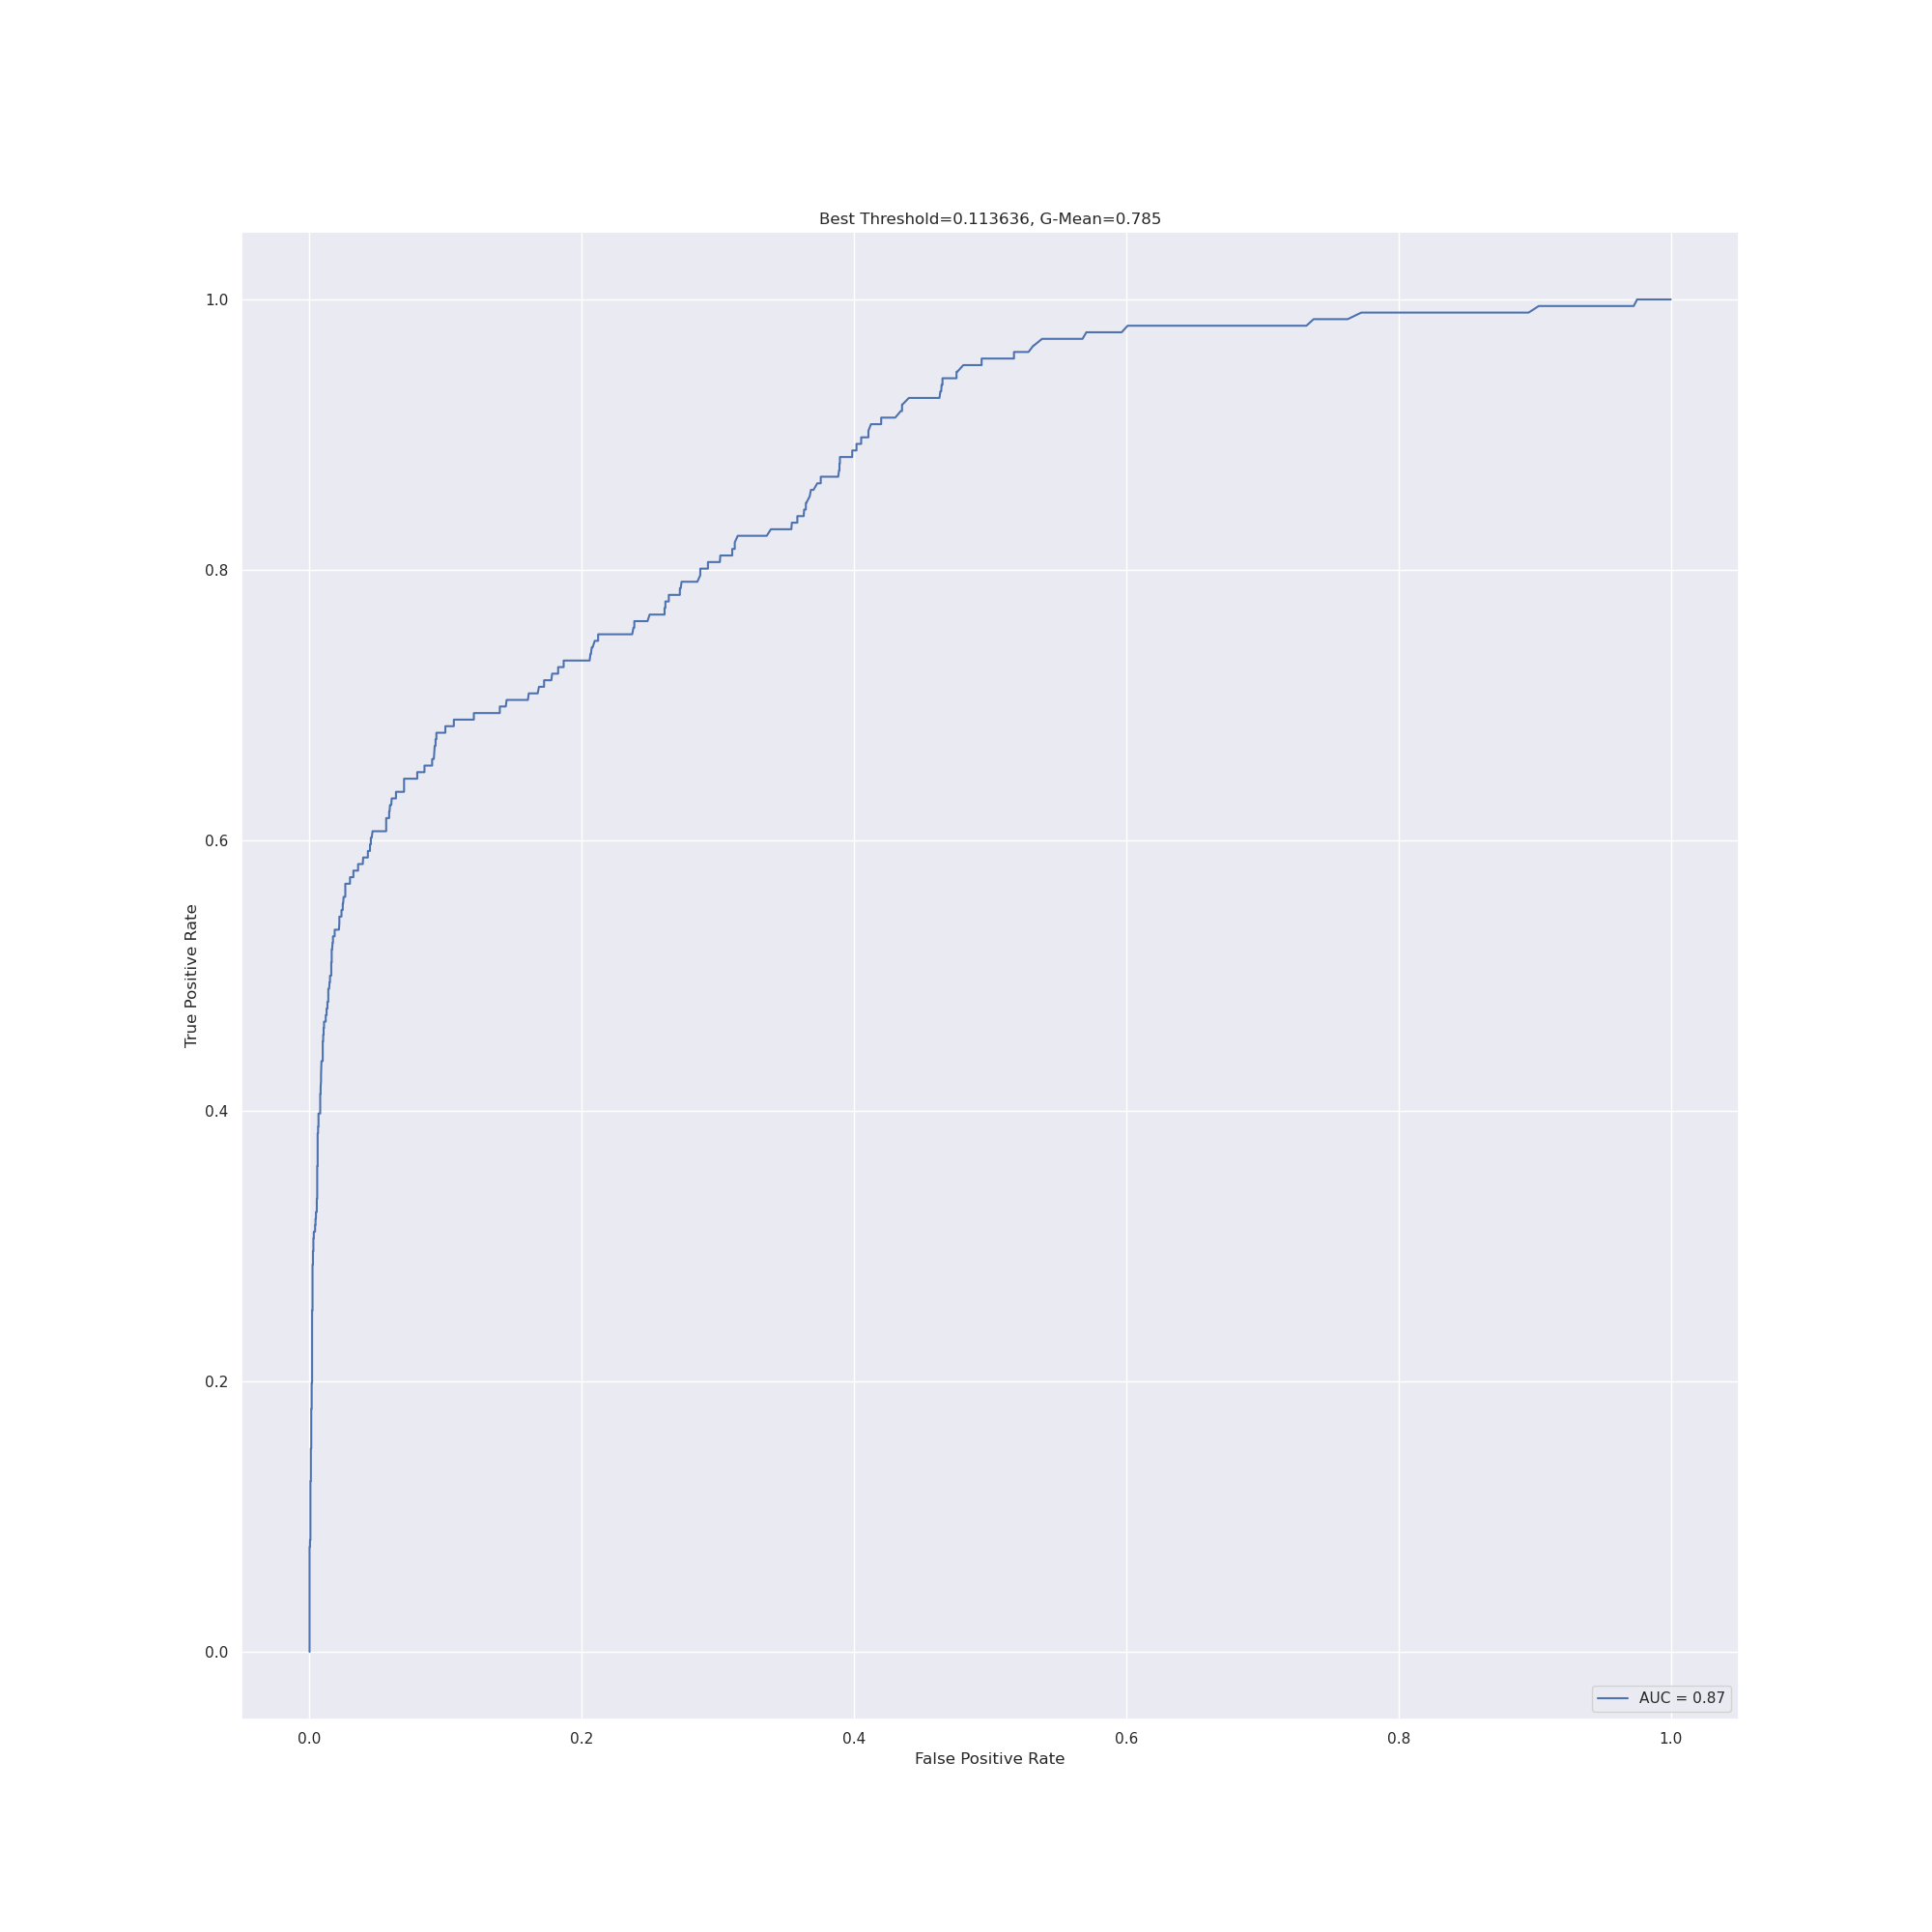 Best Threshold=0.113636, G-Mean=0.785
1.0
0.8
0.6
0.4
0.2
0.0
True Positive Rate
AUC = 0.87
0.0 0.2 0.4 0.6 0.8 1.0
False Positive Rate